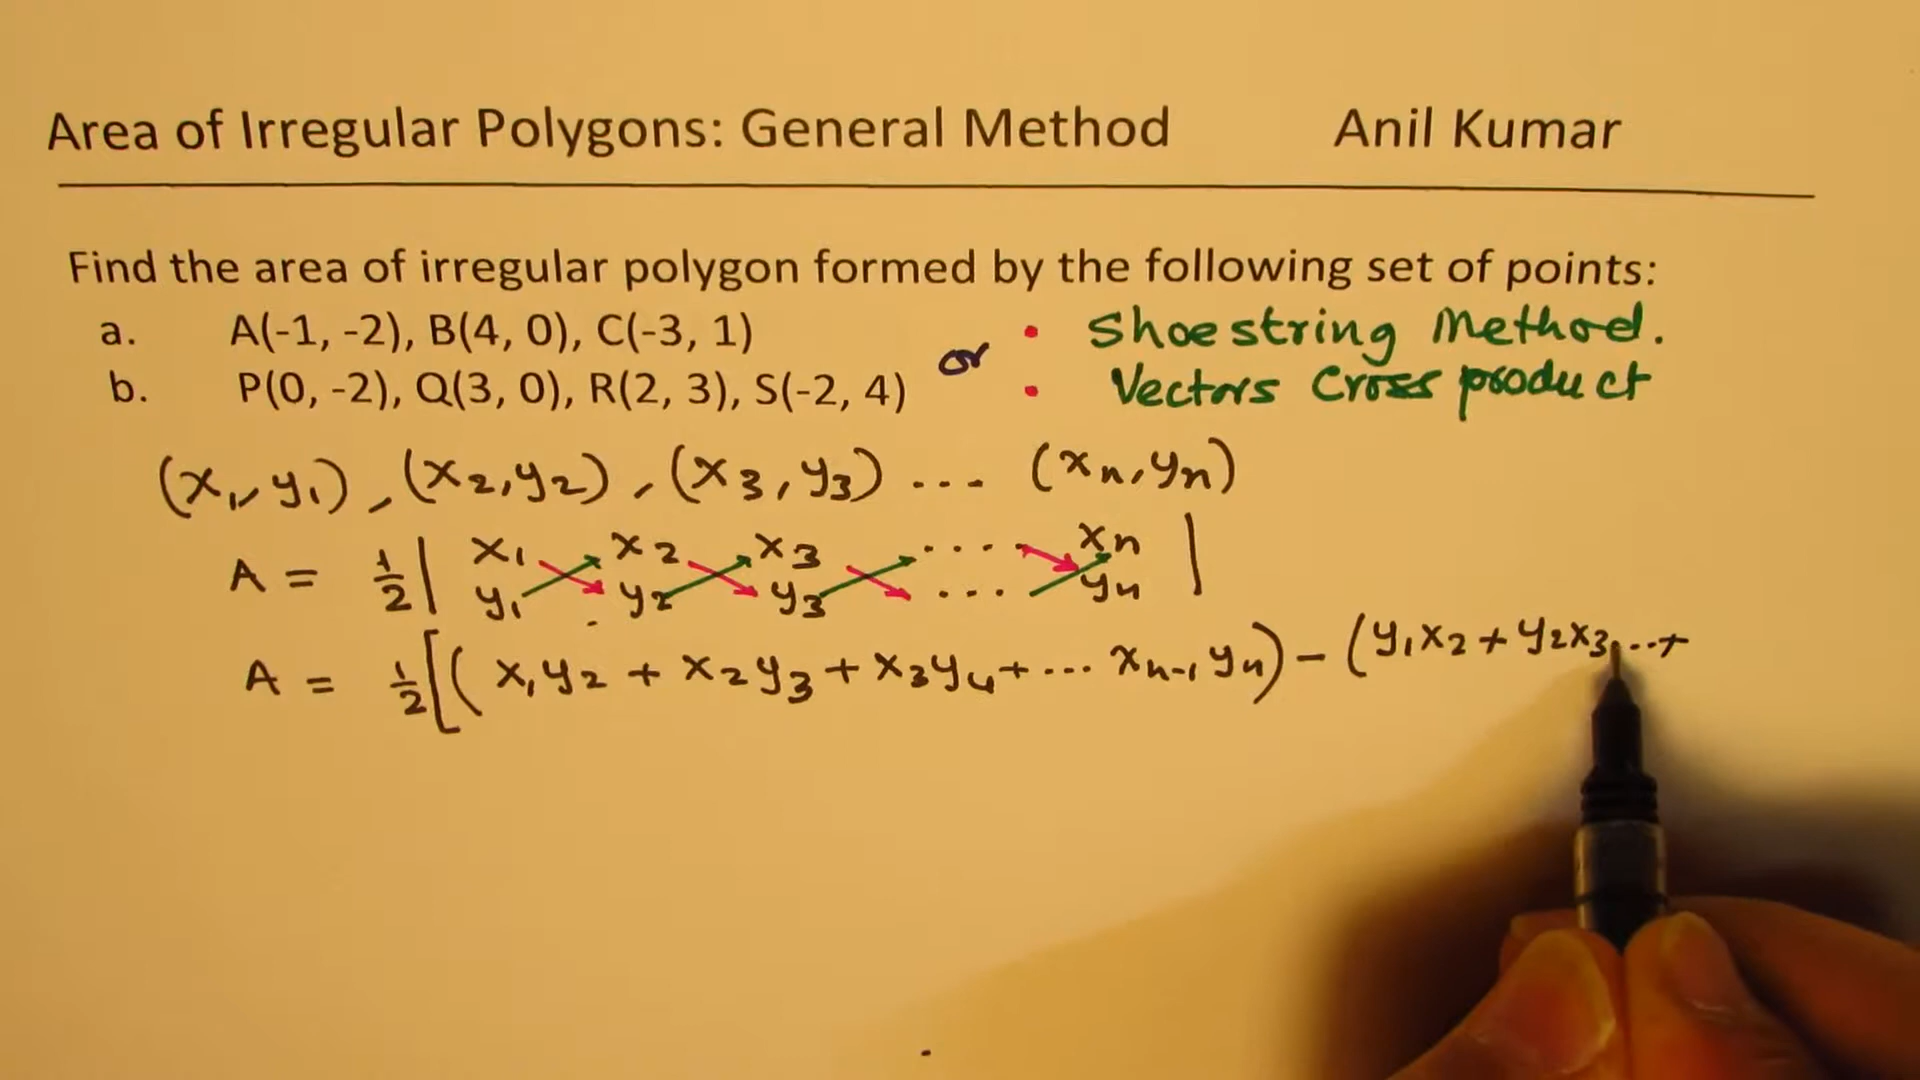 Area of Irregular Polygons: General Method Anil Kumar
Find the area of irregular polygon formed by the following set of points:
a. A(-1, -2), B(4, 0), C(-3, 1)
b. P(0, -2), Q(3, 0), R(2, 3), S(-2, 4)
or
• Shoestring Method.
• Vectors Cross product
(x₁, y₁), (x₂, y₂), (x₃, y₃) ... (xₙ, yₙ)
A = ½ | x₁ x₂ x₃ .... xₙ |
y₁ y₂ y₃ ... yₙ
A = ½[(x₁y₂ + x₂y₃ + x₃y₄ + ... xₙ₋₁ yₙ) - (y₁x₂ + y₂x₃ ... +